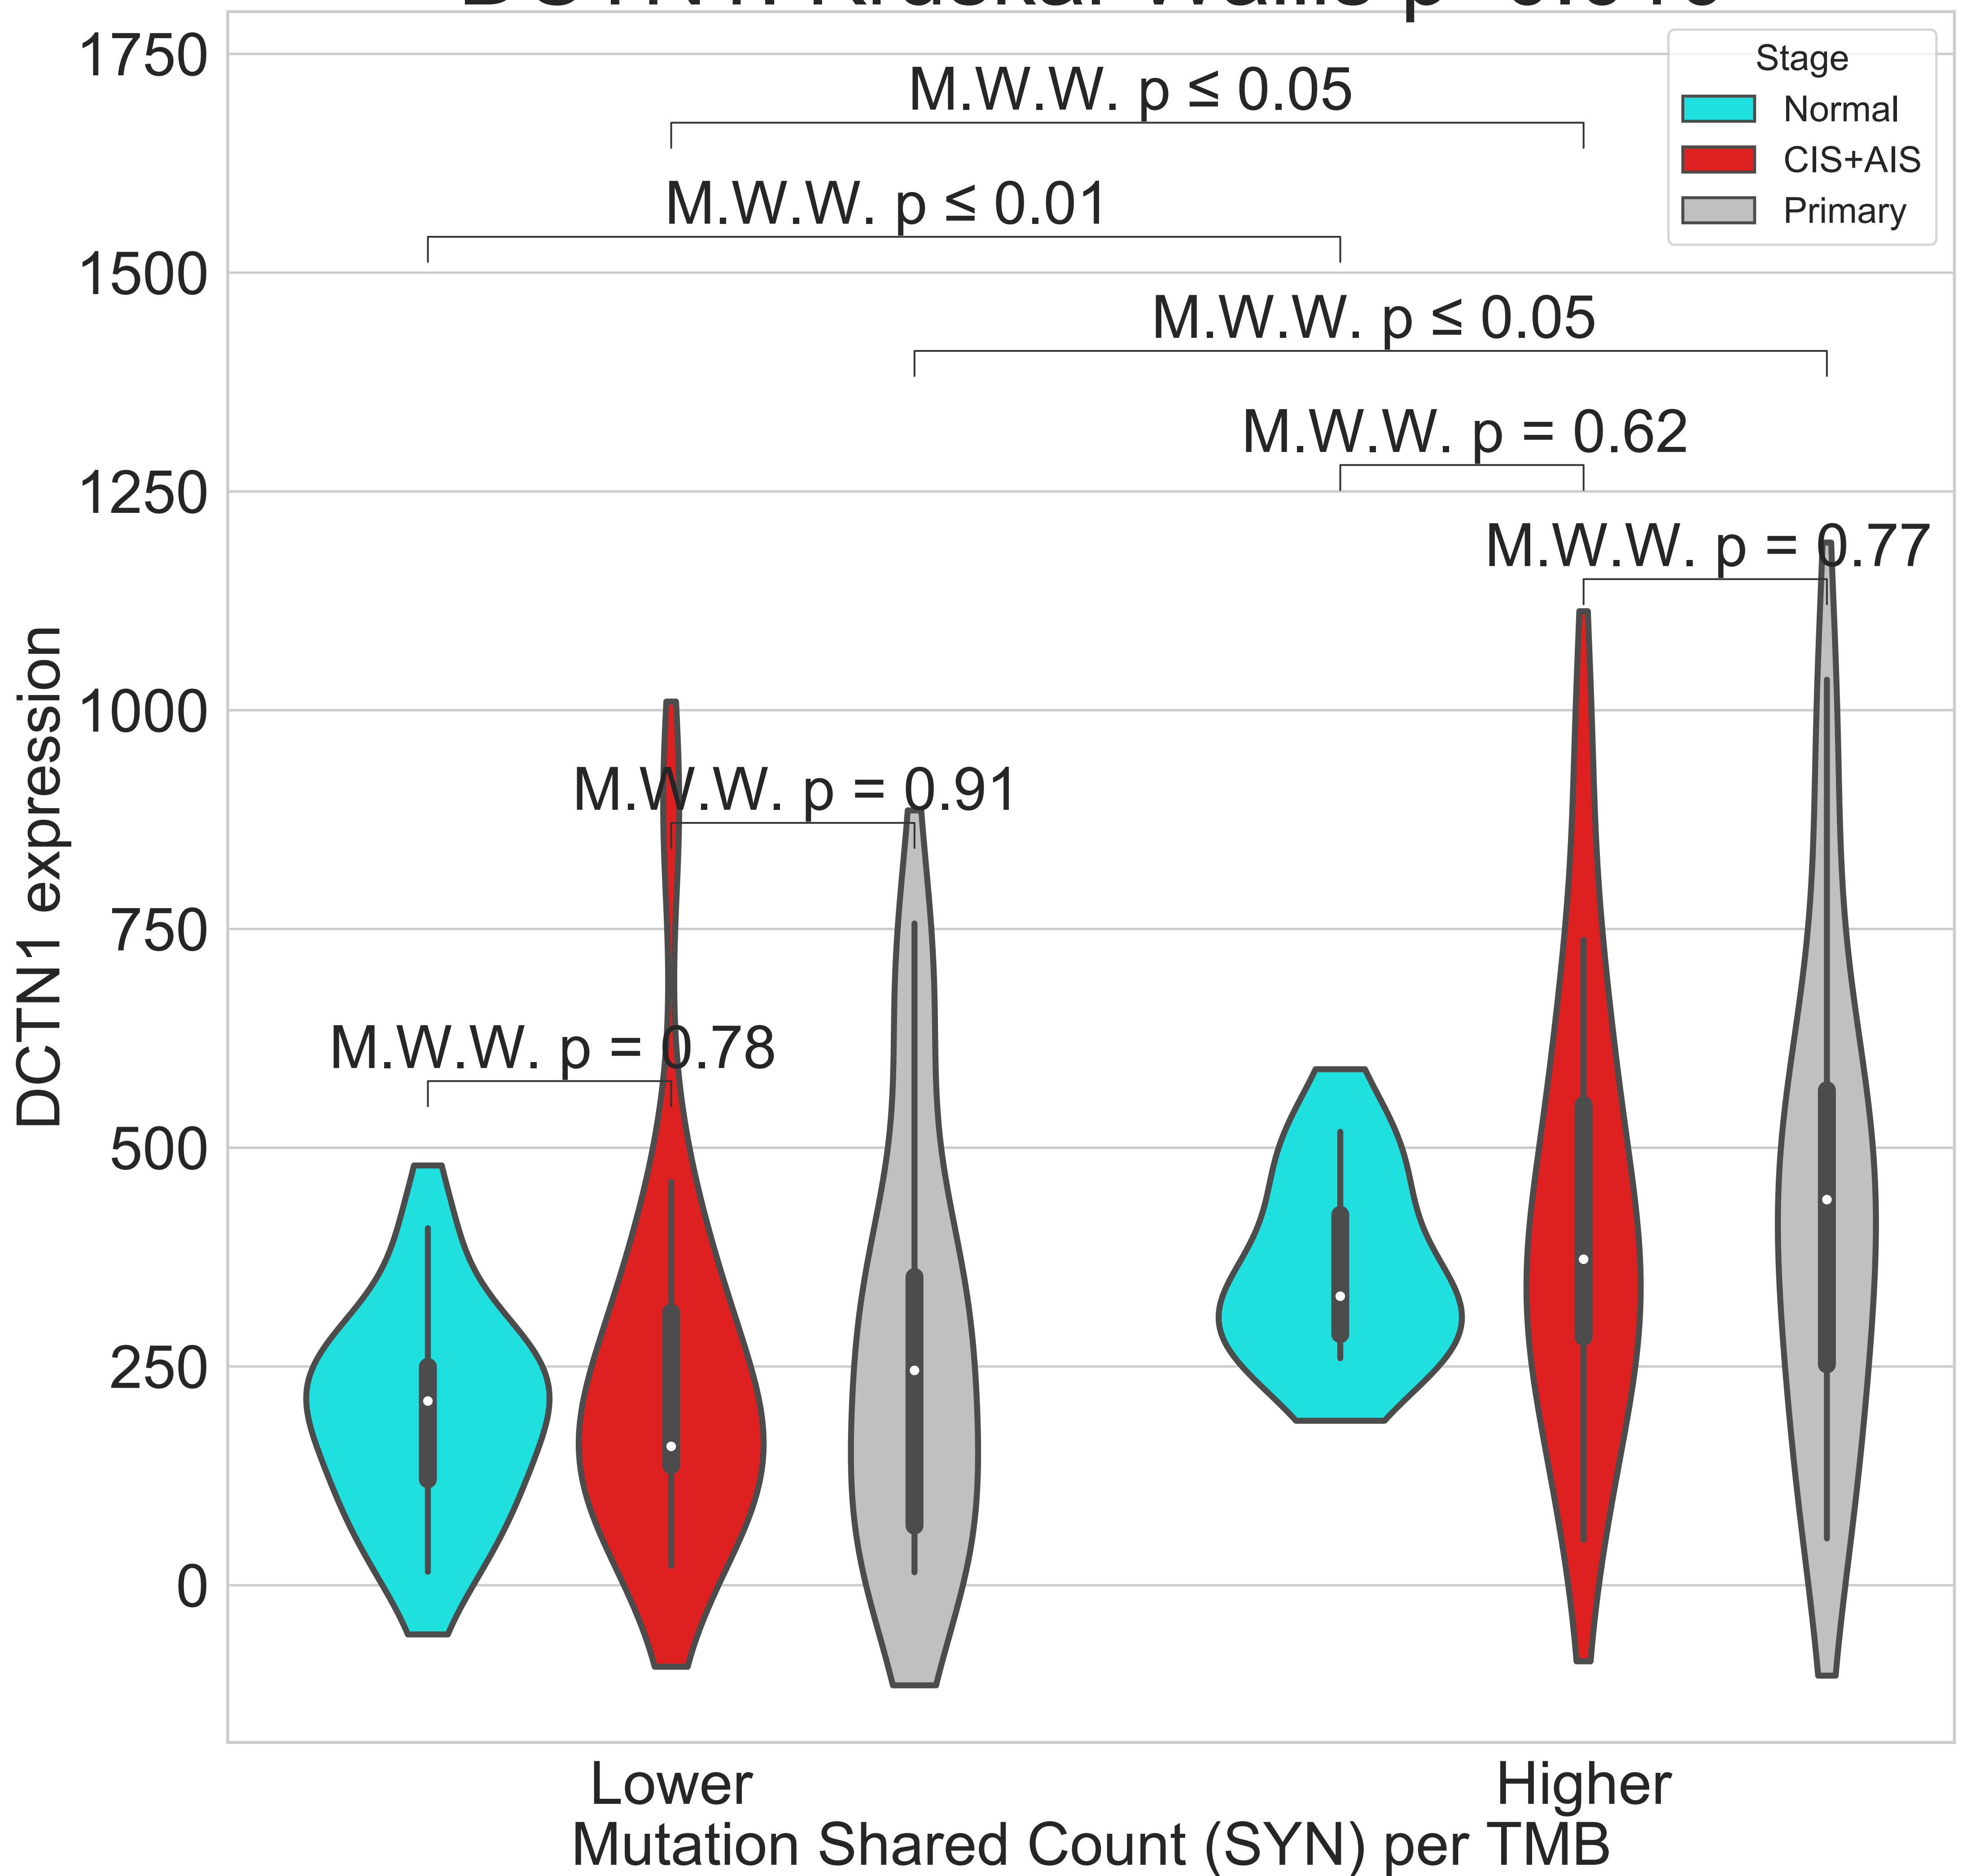 1750
1500
1250
1000
750
500
250
0
DCTN1 expression
Stage
Normal
CIS+AIS
Primary
M.W.W. p ≤ 0.05
M.W.W. p ≤ 0.01
M.W.W. p ≤ 0.05
M.W.W. p = 0.62
M.W.W. p = 0.77
M.W.W. p = 0.91
M.W.W. p = 0.78
Lower
Higher
Mutation Shared Count (SYN) per TMB